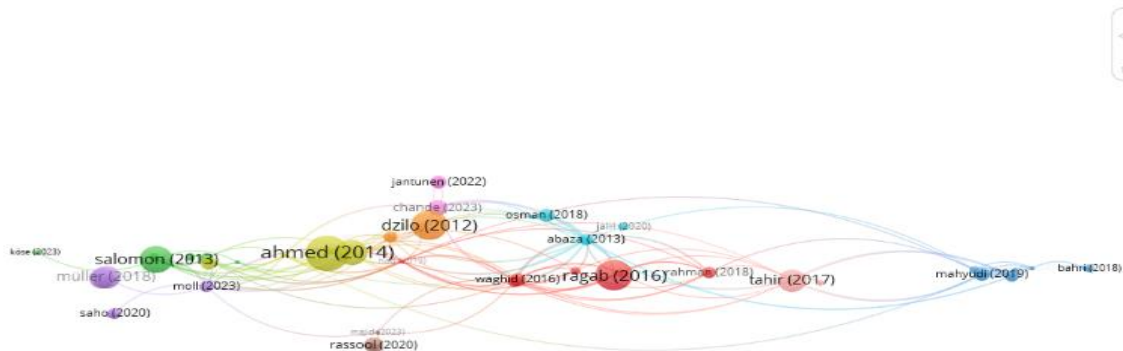 jantunen (2022)
chande (2023)
dzilo (2012)
osman (2018)
jalil (2020)
abaza (2013)
köse (2023)
salomon (2013)
ahmed (2014)
müller (2018)
moll (2023)
waghid (2016)
ragab (2016)
rahman (2018)
tahir (2017)
mahyudi (2019)
bahri (2018)
saho (2020)
rassool (2020)